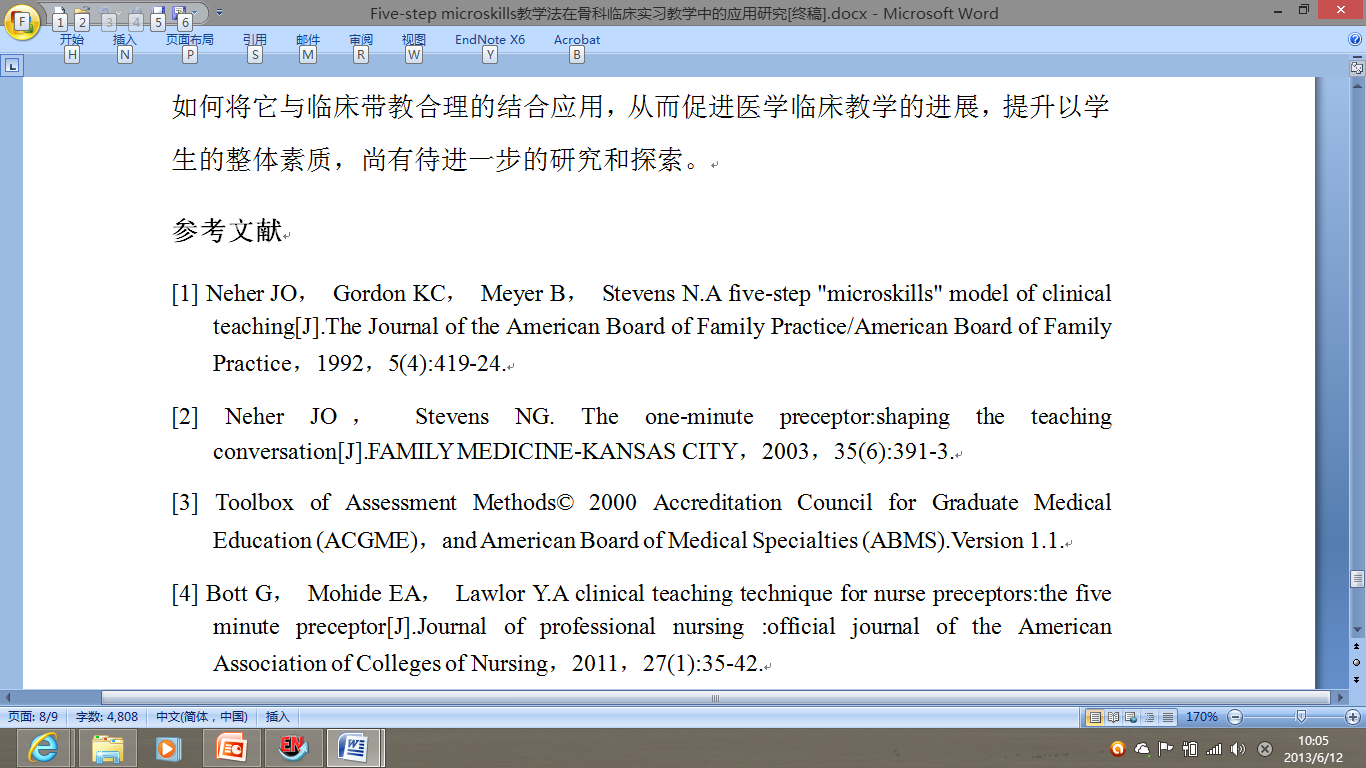 Five-step microskills教学法在骨科临床实习教学中的应用研究[终稿].docx - Microsoft Word
F 1 2 3 4 5 6
开始 插入 页面布局 引用 邮件 审阅 视图 EndNote X6 Acrobat
H N P S M R W Y B
如何将它与临床带教合理的结合应用，从而促进医学临床教学的进展，提升以学
生的整体素质，尚有待进一步的研究和探索。
参考文献
[1] Neher JO， Gordon KC， Meyer B， Stevens N.A five-step "microskills" model of clinical
teaching[J].The Journal of the American Board of Family Practice/American Board of Family
Practice，1992，5(4):419-24.
[2] Neher JO， Stevens NG. The one-minute preceptor:shaping the teaching
conversation[J].FAMILY MEDICINE-KANSAS CITY，2003，35(6):391-3.
[3] Toolbox of Assessment Methods© 2000 Accreditation Council for Graduate Medical
Education (ACGME)，and American Board of Medical Specialties (ABMS).Version 1.1.
[4] Bott G， Mohide EA， Lawlor Y.A clinical teaching technique for nurse preceptors:the five
minute preceptor[J].Journal of professional nursing :official journal of the American
Association of Colleges of Nursing，2011，27(1):35-42.
页面: 8/9 字数: 4,808 中文(简体，中国) 插入 170%
10:05
2013/6/12